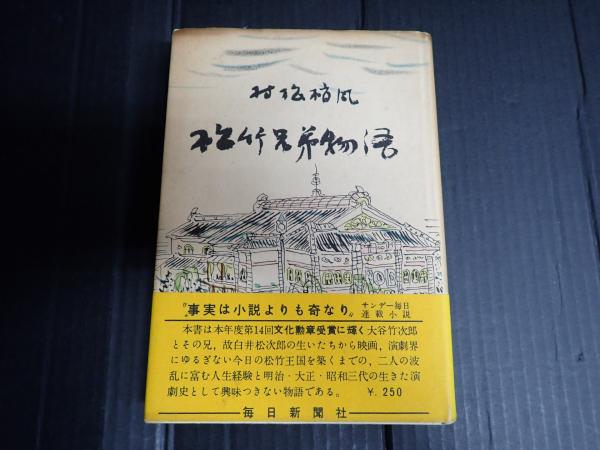 村松梢風
松竹兄弟物語
"事実は小説よりも奇なり"
サンデー毎日
連載小説
本書は本年度第14回文化勲章受賞に輝く大谷竹次郎
とその兄，故白井松次郎の生いたちから映画，演劇界
にゆるぎない今日の松竹王国を築くまでの，二人の波
乱に富む人生経験と明治・大正・昭和三代の生きた演
劇史として興味つきない物語である。 ¥. 250
毎日新聞社